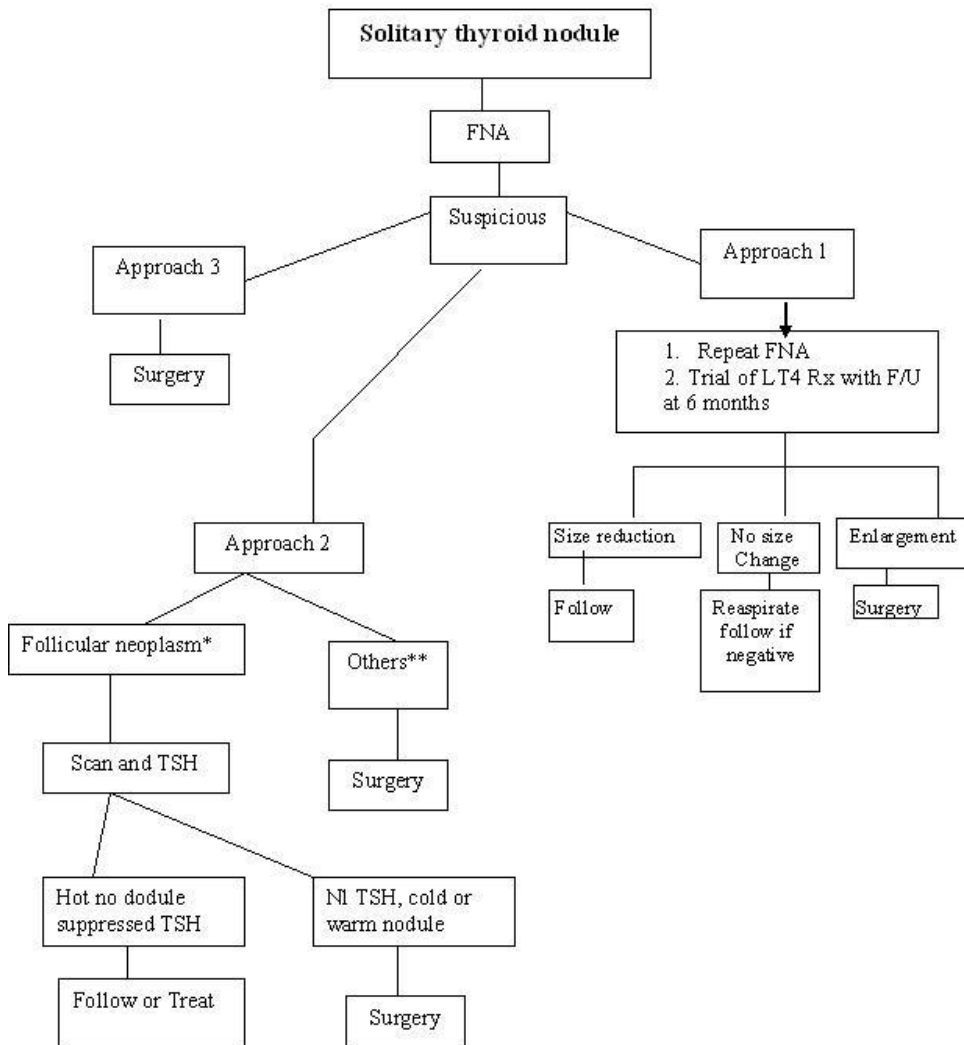 Solitary thyroid nodule
FNA
Suspicious
Approach 3
Surgery
Approach 1
1. Repeat FNA
2. Trial of LT4 Rx with F/U
at 6 months
Size reduction
Follow
No size
Change
Reaspirate
follow if
negative
Enlargement
Surgery
Approach 2
Follicular neoplasm*
Others**
Surgery
Scan and TSH
Hot no dodule
suppressed TSH
Follow or Treat
Nl TSH, cold or
warm nodule
Surgery